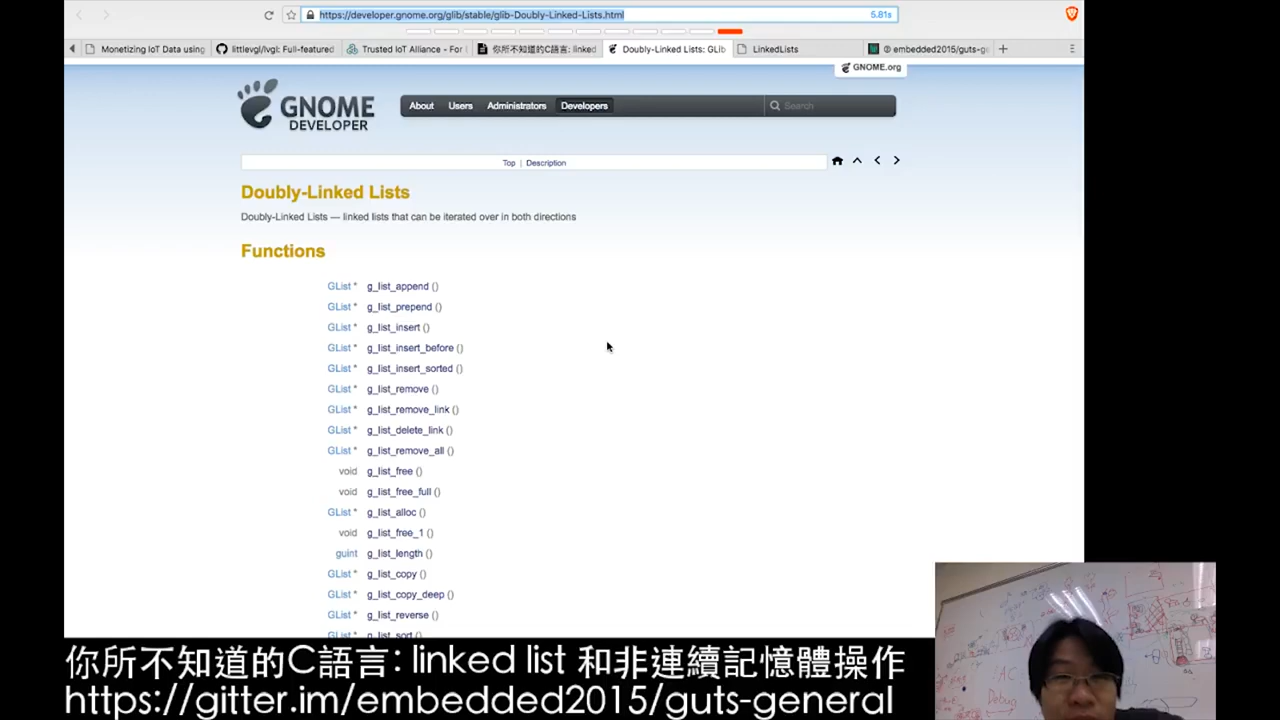 https://developer.gnome.org/glib/stable/glib-Doubly-Linked-Lists.html
5.81s
Monetizing IoT Data using
littlevgl/lvgl: Full-featured
Trusted IoT Alliance - For
你所不知道的C語言: linked
Doubly-Linked Lists: GLib
LinkedLists
embedded2015/guts-ge
GNOME.org
GNOME
DEVELOPER
About
Users
Administrators
Developers
Search
Top | Description
Doubly-Linked Lists
Doubly-Linked Lists — linked lists that can be iterated over in both directions
Functions
GList * g_list_append ()
GList * g_list_prepend ()
GList * g_list_insert ()
GList * g_list_insert_before ()
GList * g_list_insert_sorted ()
GList * g_list_remove ()
GList * g_list_remove_link ()
GList * g_list_delete_link ()
GList * g_list_remove_all ()
void g_list_free ()
void g_list_free_full ()
GList * g_list_alloc ()
void g_list_free_1 ()
guint g_list_length ()
GList * g_list_copy ()
GList * g_list_copy_deep ()
GList * g_list_reverse ()
GList * g_list_sort ()
AC
Debug
你所不知道的C語言: linked list 和非連續記憶體操作
https://gitter.im/embedded2015/guts-general